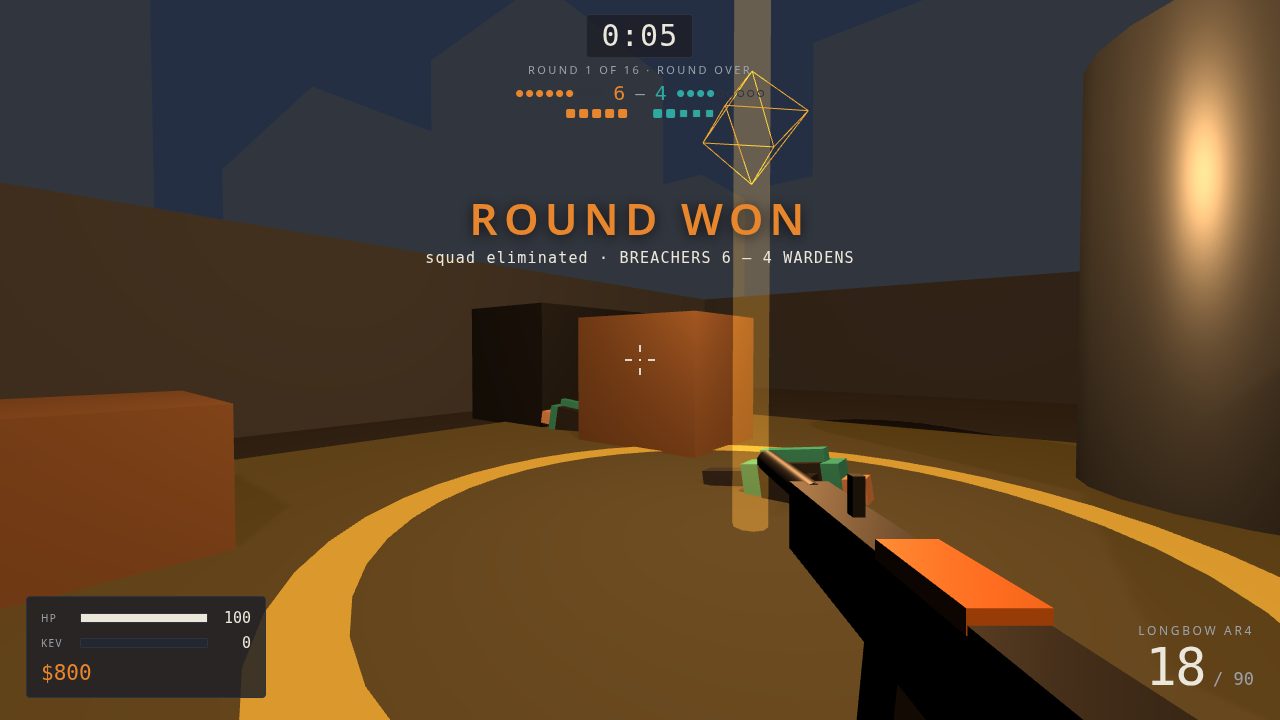 0:05
ROUND 1 OF 16 · ROUND OVER
6 – 4
ROUND WON
squad eliminated · BREACHERS 6 – 4 WARDENS
HP 100
KEV 0
$800
LONGBOW AR4
18 / 90